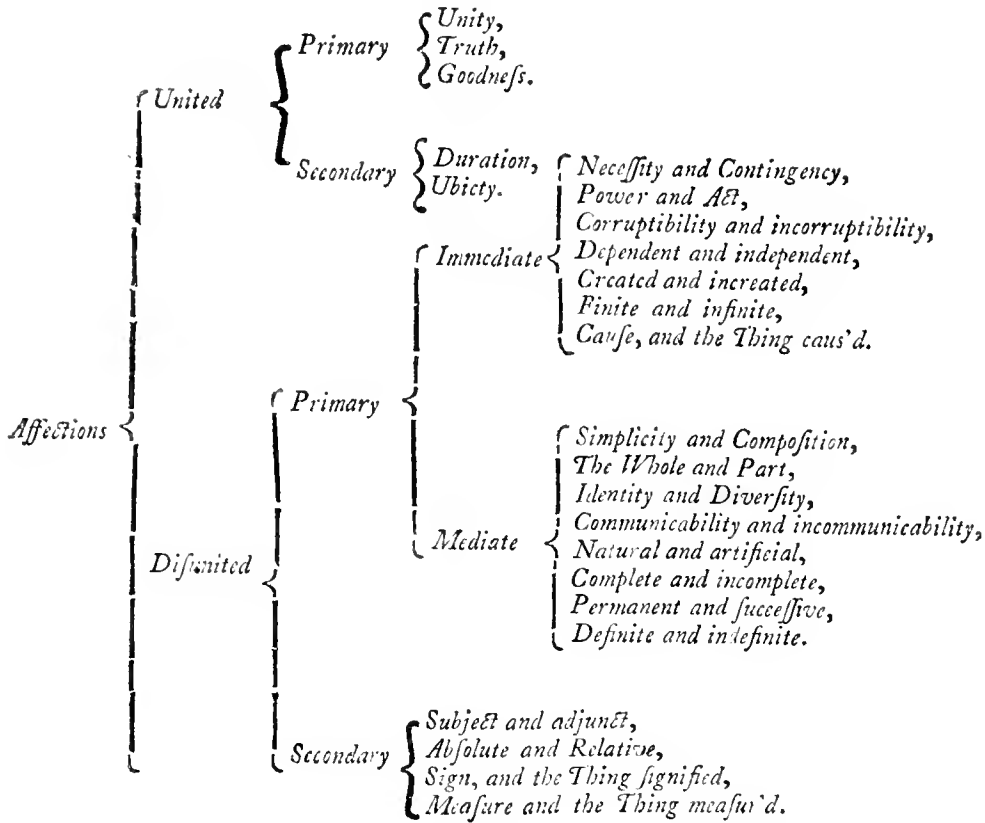 Affections
United
Primary
Unity,
Truth,
Goodneſs.
Secondary
Duration,
Ubiety.
Diſunited
Primary
Immediate
Neceſſity and Contingency,
Power and Act,
Corruptibility and incorruptibility,
Dependent and independent,
Created and increated,
Finite and infinite,
Cauſe, and the Thing caus'd.
Mediate
Simplicity and Compoſition,
The Whole and Part,
Identity and Diverſity,
Communicability and incommunicability,
Natural and artificial,
Complete and incomplete,
Permanent and ſucceſſive,
Definite and indefinite.
Secondary
Subject and adjunct,
Abſolute and Relative,
Sign, and the Thing ſignified,
Meaſure and the Thing meaſur'd.